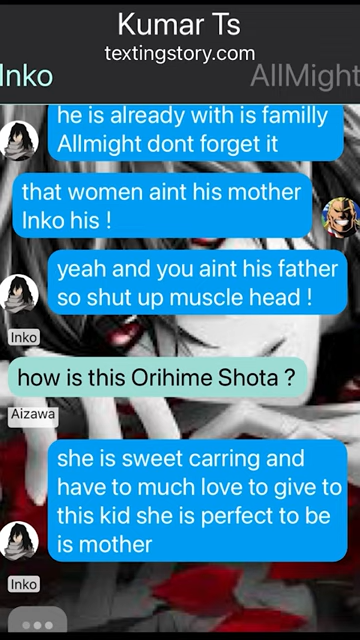 Kumar Ts
textingstory.com
Inko
AllMight
he is already with is familly
Allmight dont forget it
that women aint his mother
Inko his !
yeah and you aint his father
so shut up muscle head !
Inko
how is this Orihime Shota ?
Aizawa
she is sweet carring and
have to much love to give to
this kid she is perfect to be
is mother
Inko